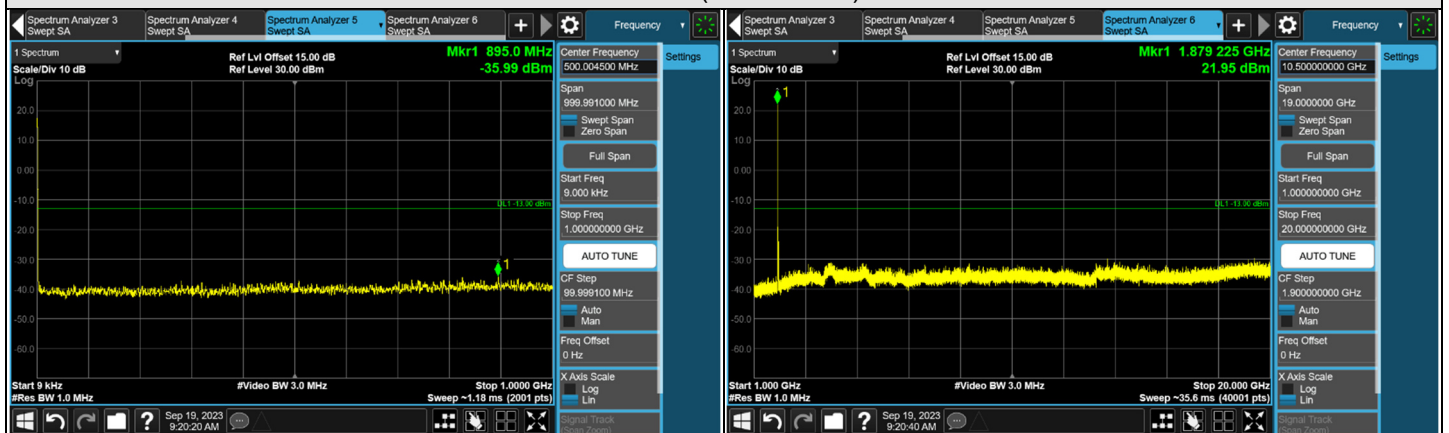 Spectrum Analyzer 3
Swept SA
Spectrum Analyzer 4
Swept SA
Spectrum Analyzer 5
Swept SA
Spectrum Analyzer 6
Swept SA
+
Frequency
1 Spectrum
Scale/Div 10 dB
Log
Ref Lvl Offset 15.00 dB
Ref Level 30.00 dBm
Mkr1 895.0 MHz
-35.99 dBm
20.0
10.0
0.00
-10.0
-20.0
-30.0
-40.0
-50.0
-60.0
DL1 -13.00 dBm
1
Start 9 kHz
#Res BW 1.0 MHz
#Video BW 3.0 MHz
Stop 1.0000 GHz
Sweep ~1.18 ms (2001 pts)
Center Frequency
500.004500 MHz
Span
999.991000 MHz
Swept Span
Zero Span
Full Span
Start Freq
9.000 kHz
Stop Freq
1.000000000 GHz
AUTO TUNE
CF Step
99.999100 MHz
Auto
Man
Freq Offset
0 Hz
X Axis Scale
Log
Lin
Signal Track
(Span Zoom)
Settings
?
Sep 19, 2023
9:20:20 AM
Spectrum Analyzer 3
Swept SA
Spectrum Analyzer 4
Swept SA
Spectrum Analyzer 5
Swept SA
Spectrum Analyzer 6
Swept SA
+
Frequency
1 Spectrum
Scale/Div 10 dB
Log
Ref Lvl Offset 15.00 dB
Ref Level 30.00 dBm
Mkr1 1.879 225 GHz
21.95 dBm
1
20.0
10.0
0.00
-10.0
-20.0
-30.0
-40.0
-50.0
-60.0
DL1 -13.00 dBm
Start 1.000 GHz
#Res BW 1.0 MHz
#Video BW 3.0 MHz
Stop 20.000 GHz
Sweep ~35.6 ms (40001 pts)
Center Frequency
10.500000000 GHz
Span
19.0000000 GHz
Swept Span
Zero Span
Full Span
Start Freq
1.000000000 GHz
Stop Freq
20.000000000 GHz
AUTO TUNE
CF Step
1.900000000 GHz
Auto
Man
Freq Offset
0 Hz
X Axis Scale
Log
Lin
Signal Track
(Span Zoom)
Settings
?
Sep 19, 2023
9:20:40 AM